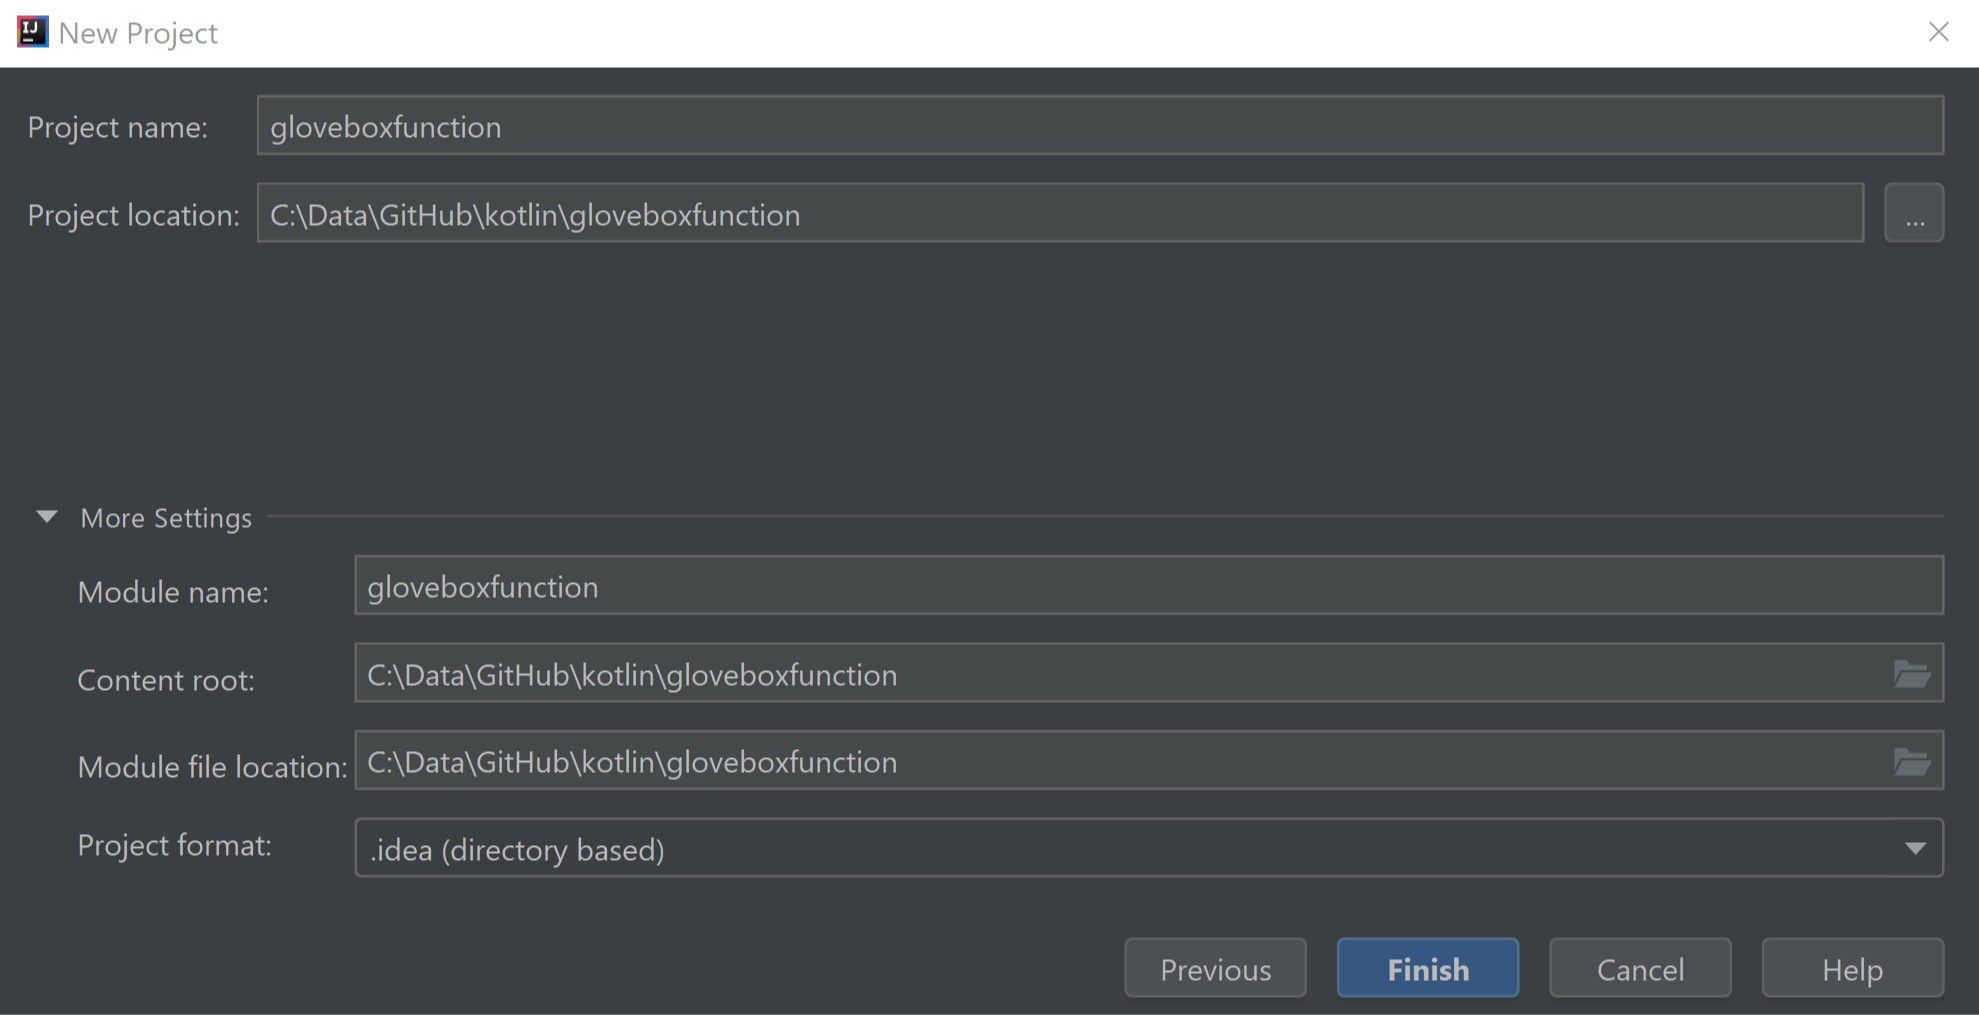 IJ
New Project
Project name: gloveboxfunction
Project location: C:\Data\GitHub\kotlin\gloveboxfunction ...
More Settings
Module name: gloveboxfunction
Content root: C:\Data\GitHub\kotlin\gloveboxfunction
Module file location: C:\Data\GitHub\kotlin\gloveboxfunction
Project format: .idea (directory based)
Previous Finish Cancel Help